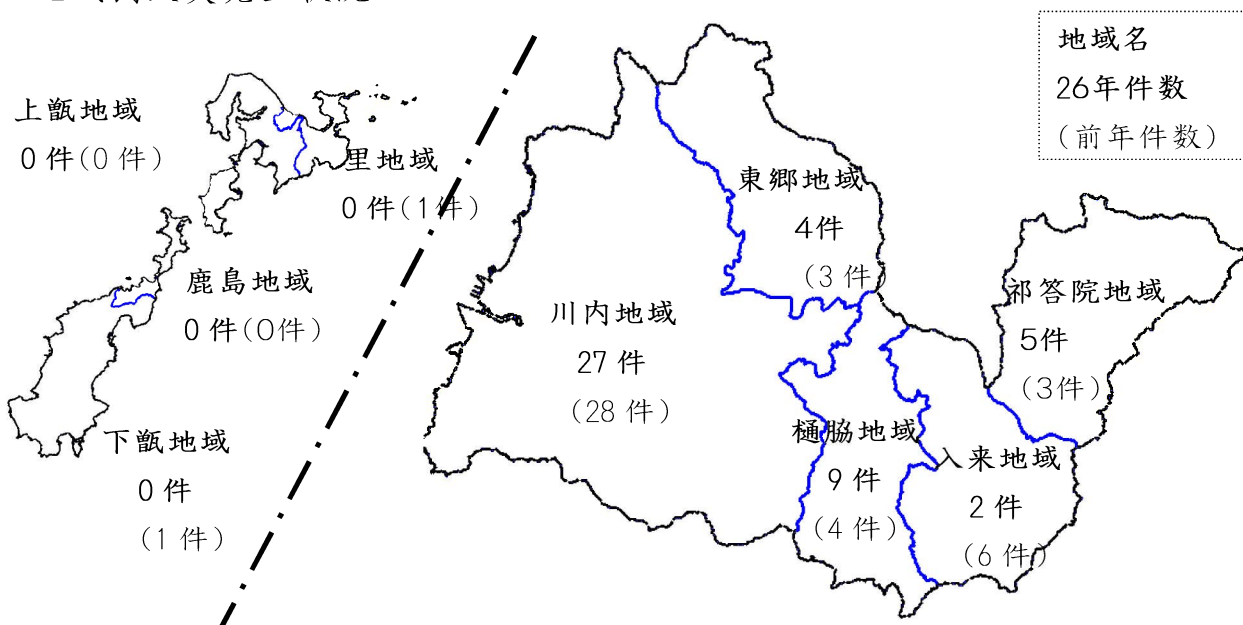 地域名
26年件数
(前年件数)
上甑地域
0件(0件)
里地域
0件(1件)
鹿島地域
0件(0件)
下甑地域
0件
(1件)
東郷地域
4件
(3件)
川内地域
27件
(28件)
祁答院地域
5件
(3件)
樋脇地域
9件
(4件)
入来地域
2件
(6件)